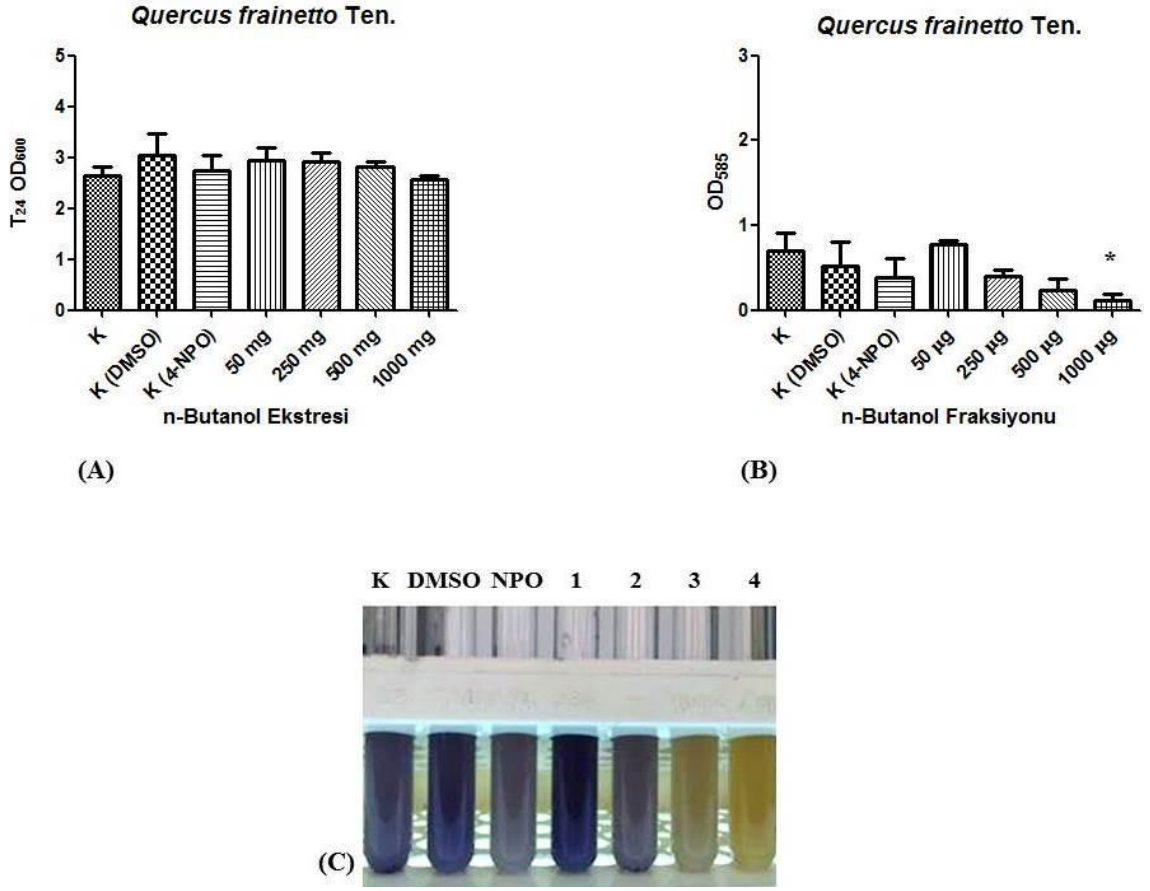 Quercus frainetto Ten.
5
4
3
2
1
0
T24 OD600
K
K (DMSO)
K (4-NPO)
50 mg
250 mg
500 mg
1000 mg
n-Butanol Ekstresi
(A)
Quercus frainetto Ten.
3
2
1
0
OD585
*
K
K (DMSO)
K (4-NPO)
50 µg
250 µg
500 µg
1000 µg
n-Butanol Fraksiyonu
(B)
K DMSO NPO 1 2 3 4
(C)